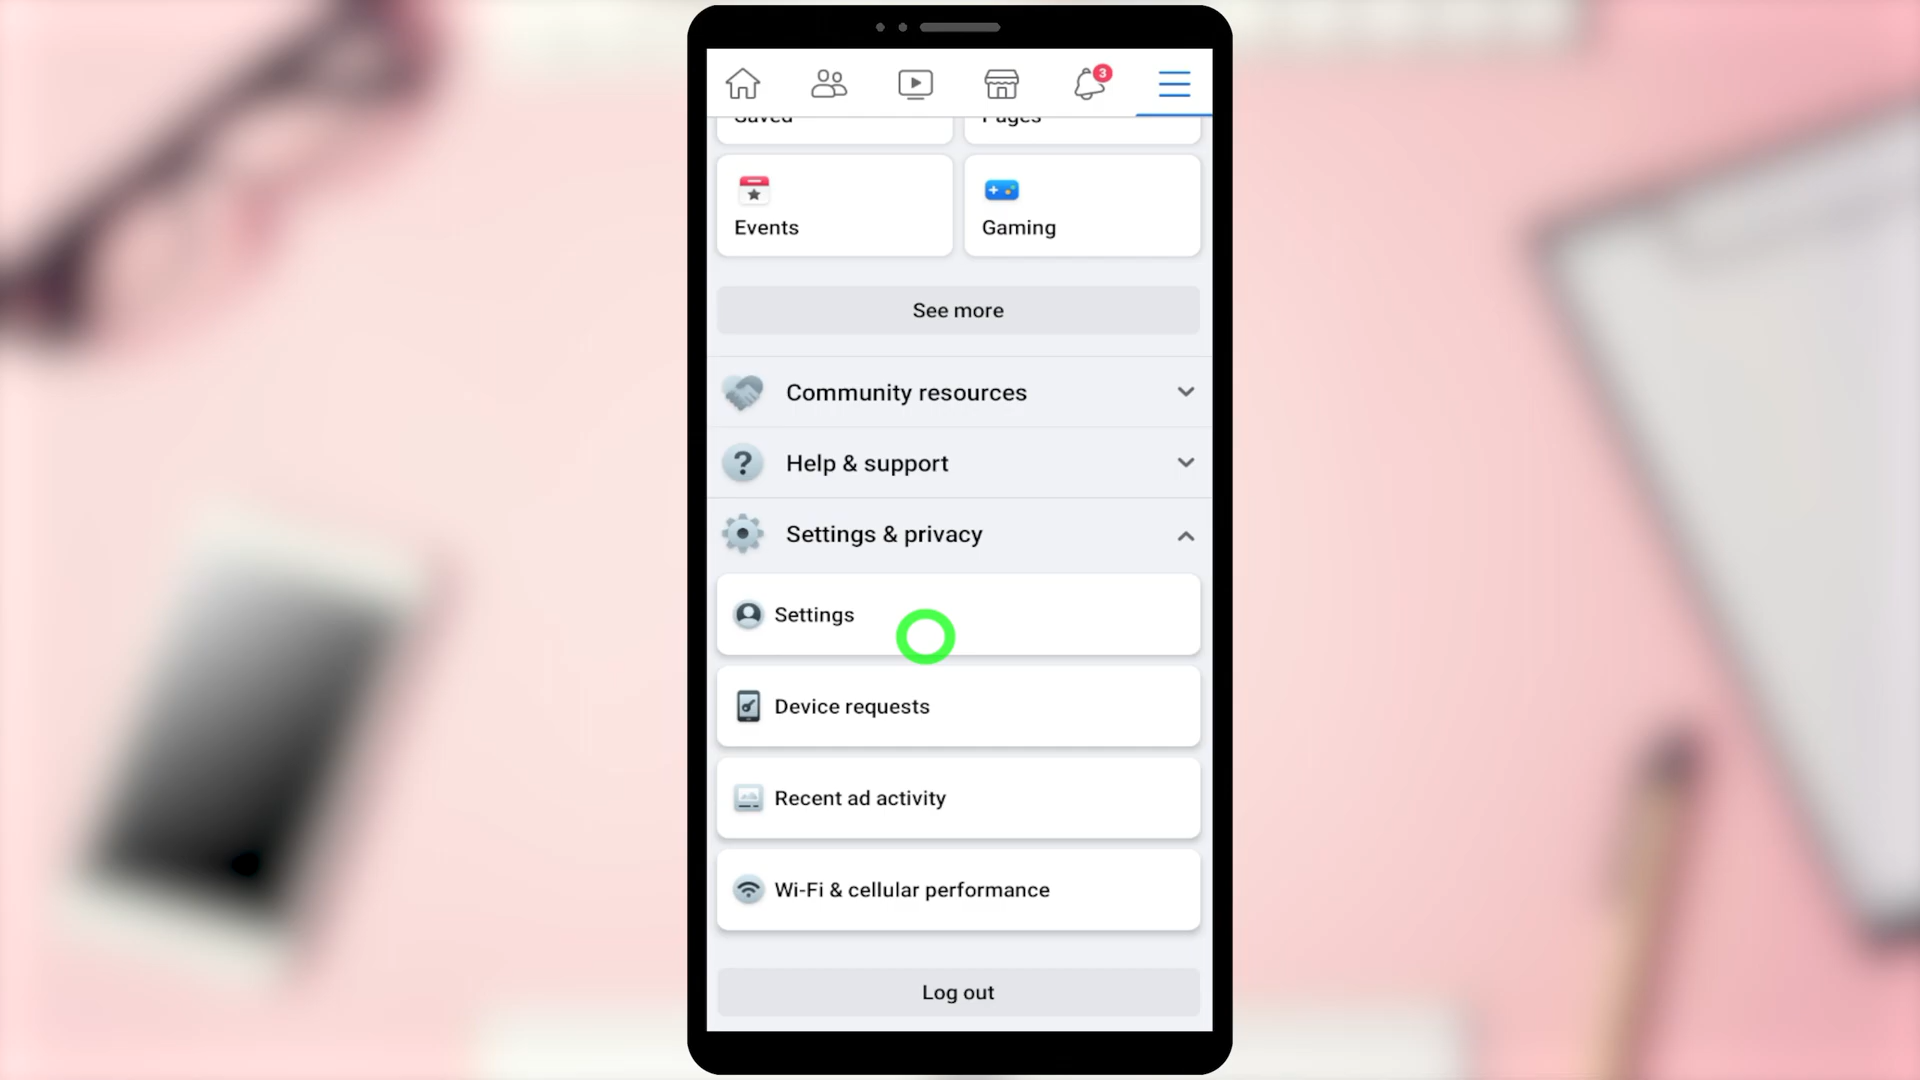 3
Saved
Pages
Events
Gaming
See more
Community resources
Help & support
Settings & privacy
Settings
Device requests
Recent ad activity
Wi-Fi & cellular performance
Log out